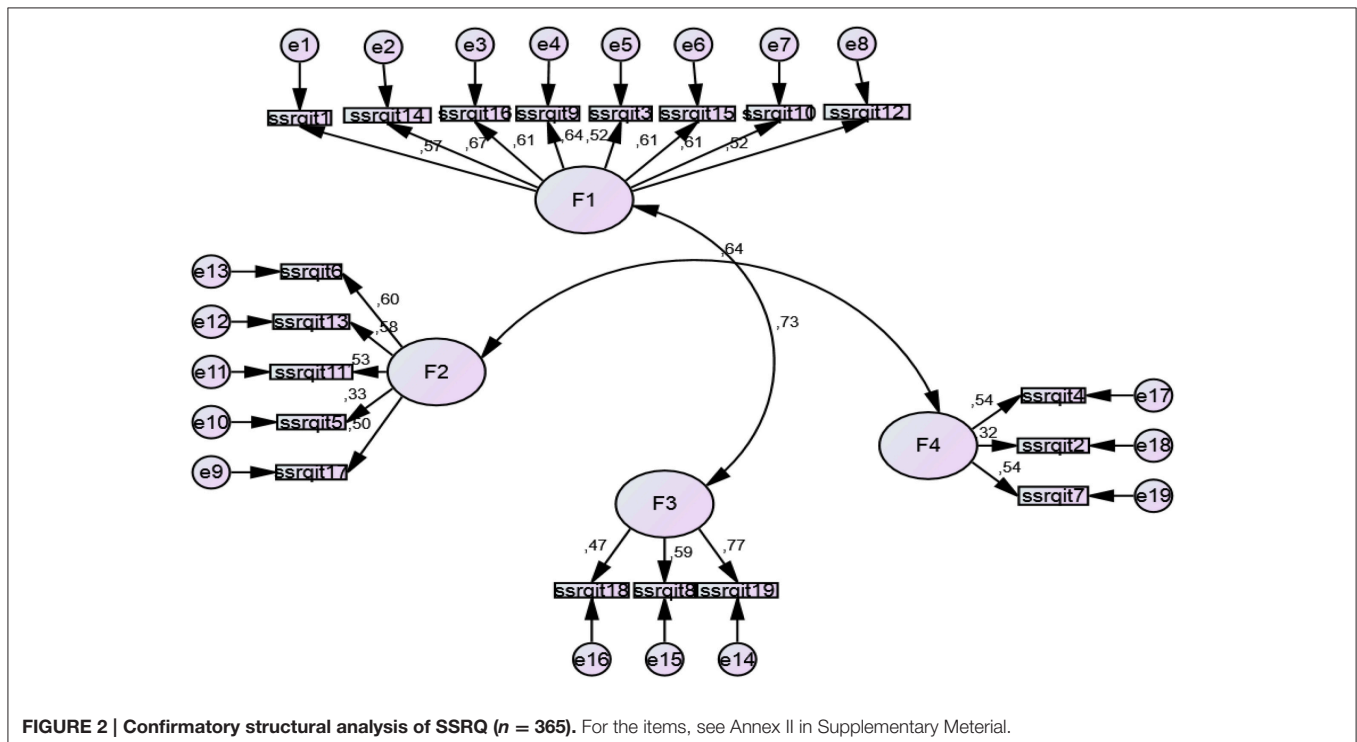 e1 e2 e3 e4 e5 e6 e7 e8
ssrqit1 ssrqit14 ssrqit16 ssrqit9 ssrqit3 ssrqit15 ssrqit10 ssrqit12
,57 ,67 ,61 ,64 ,52 ,61 ,61 ,52
F1
,64
e13 ssrqit6
,60
e12 ssrqit13 ,58
,73
e11 ssrqit11 ,53 F2
,33
e10 ssrqit5 ,50
e9 ssrqit17
,54 ssrqit4 e17
F4 ,32 ssrqit2 e18
,54 ssrqit7 e19
F3
,47 ,59 ,77
ssrqit18 ssrqit8 ssrqit19
e16 e15 e14
FIGURE 2 | Confirmatory structural analysis of SSRQ (n = 365). For the items, see Annex II in Supplementary Meterial.